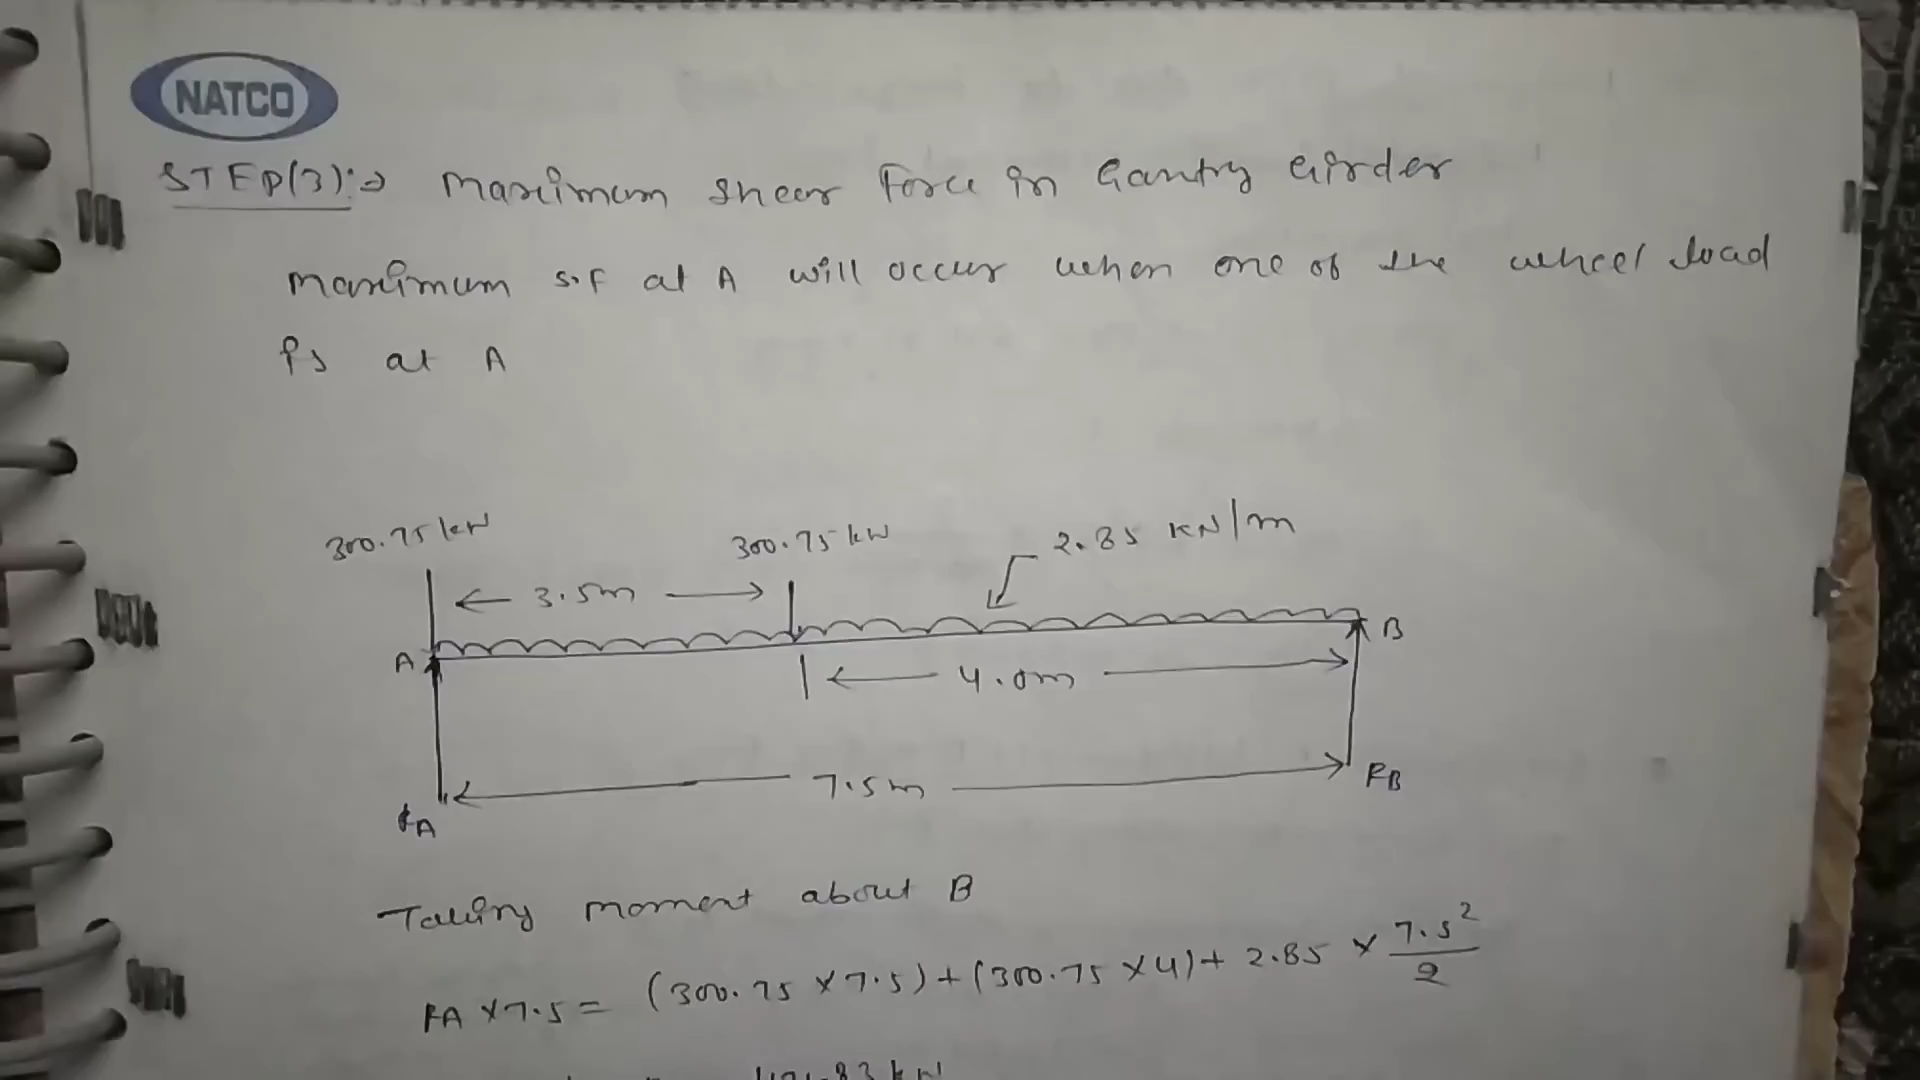 NATCO
STEP(3):→ Maximum Shear Force in Gantry Girder
Maximum S.F at A will occur when one of the wheel load
is at A
300.75 kN 300.75 kN 2.85 KN/m
3.5m
A B
4.0m
7.5m
RA RB
Taking moment about B
RA×7.5 = (300.75×7.5)+(300.75×4)+ 2.85 × 7.5²/2